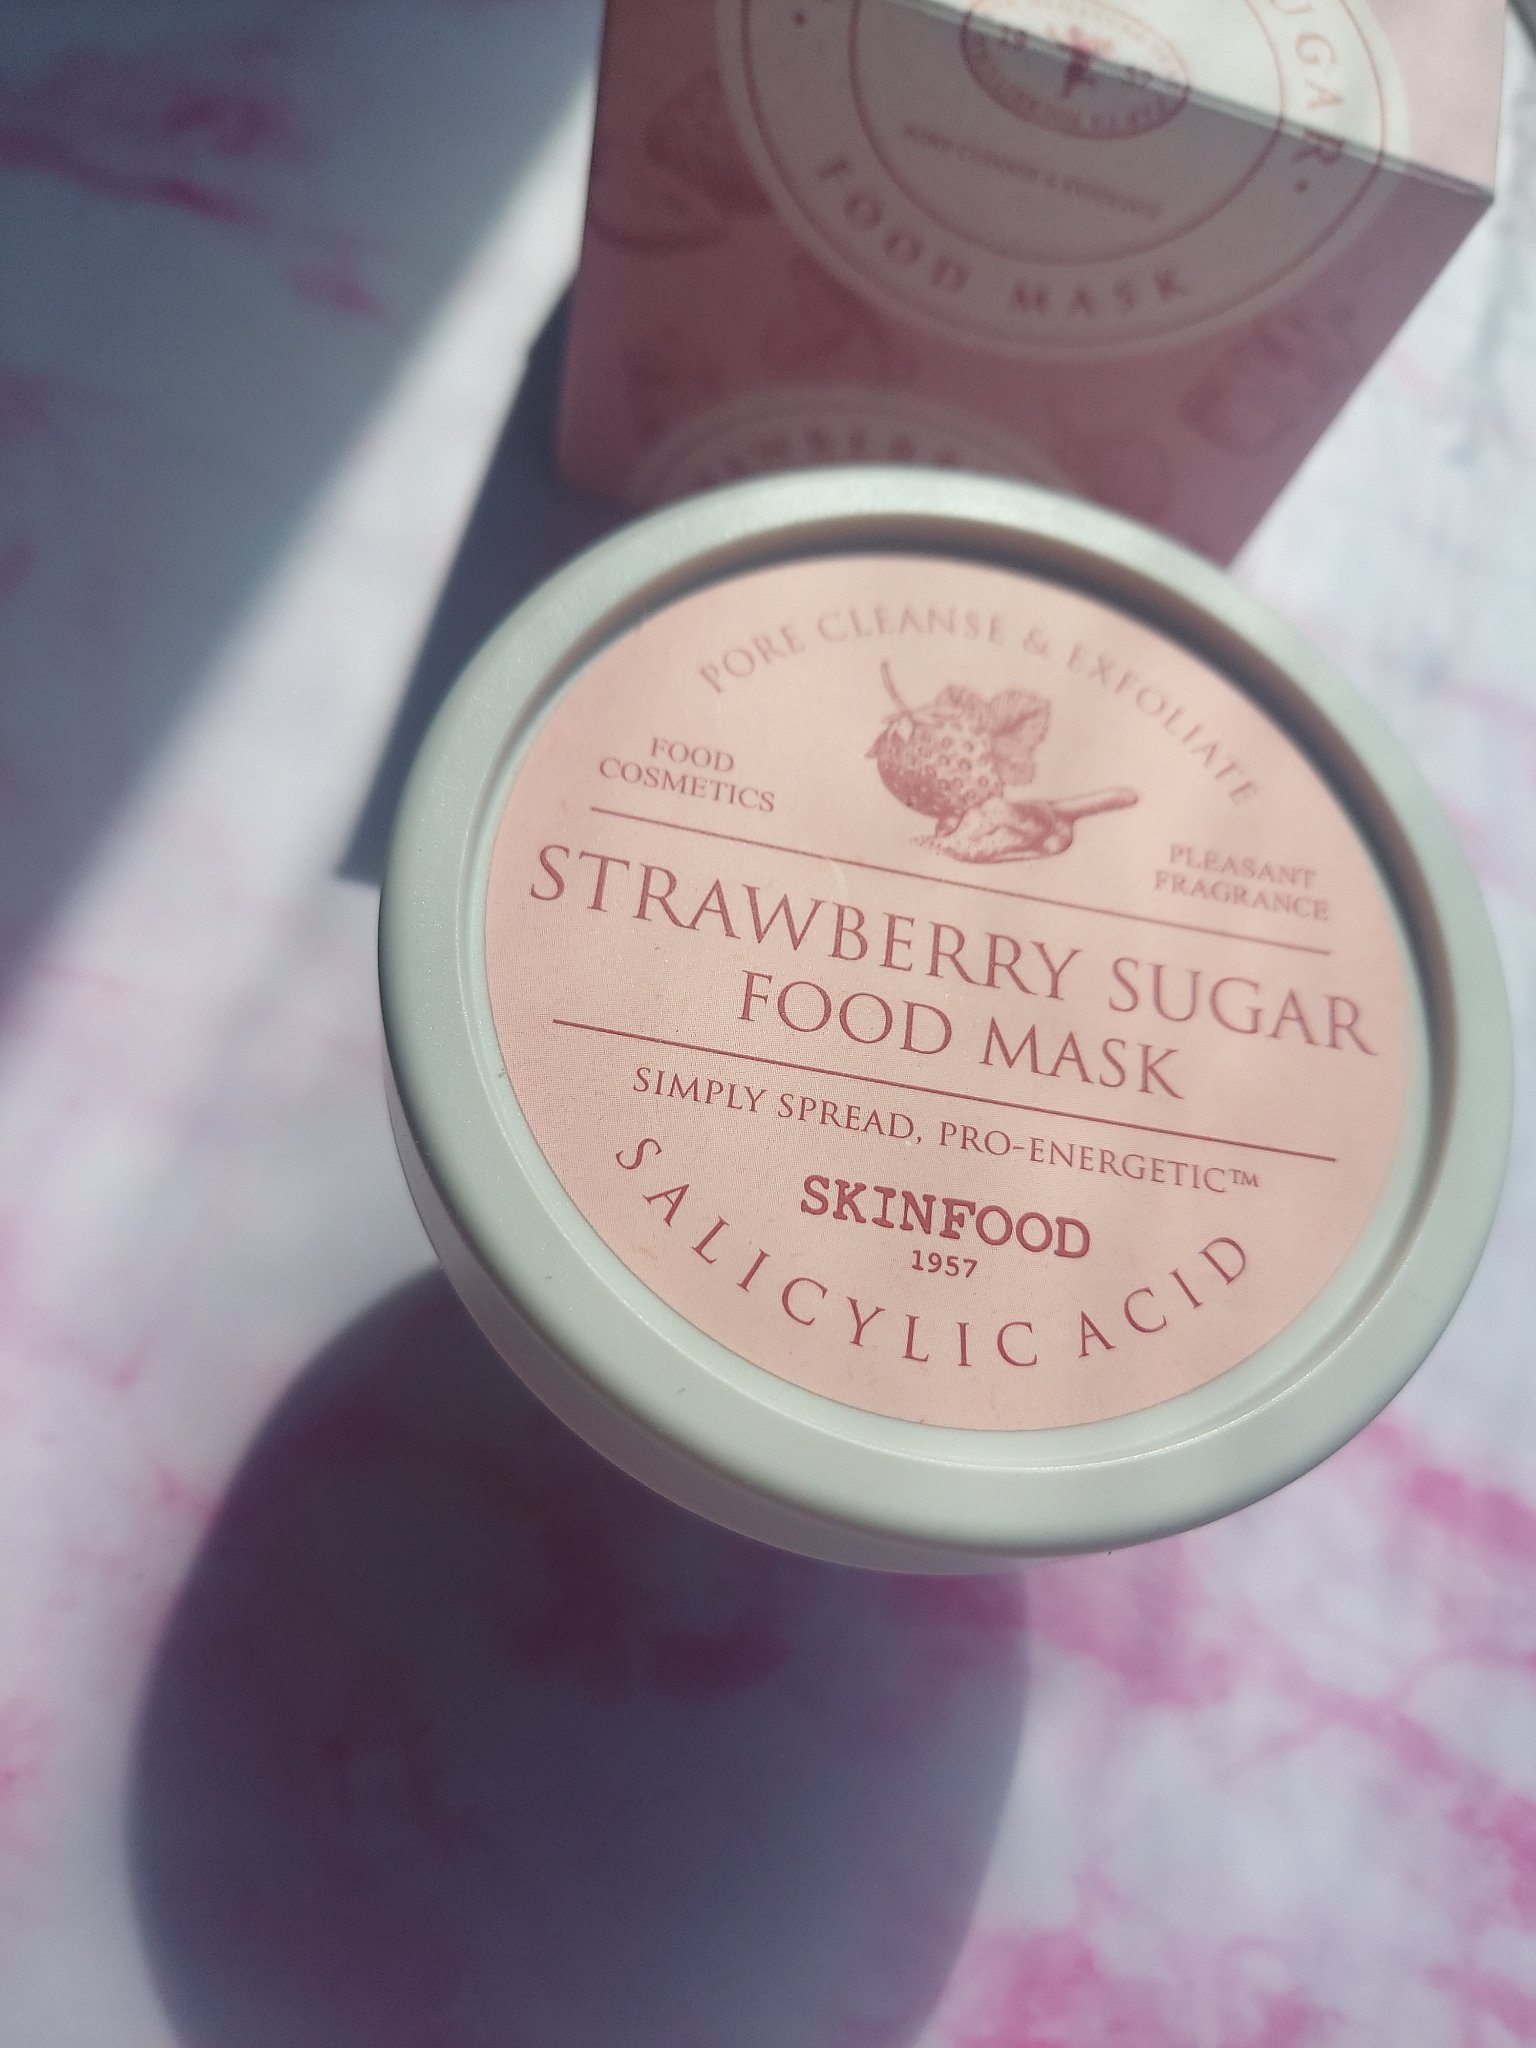 UGAR
FOOD MASK
PORE CLEANSE & EXFOLIATE
FOOD
COSMETICS
PLEASANT
FRAGRANCE
STRAWBERRY SUGAR
FOOD MASK
SIMPLY SPREAD, PRO-ENERGETIC™
SKINFOOD
1957
SALICYLIC ACID